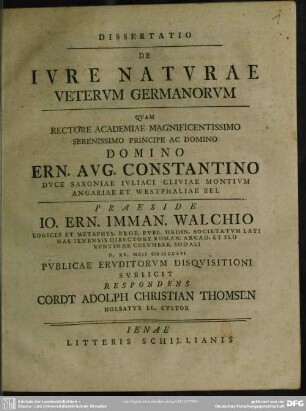 DISSERTATIO
DE
IVRE NATVRAE
VETERVM GERMANORVM
QVAM
RECTORE ACADEMIAE MAGNIFICENTISSIMO
SERENISSIMO PRINCIPE AC DOMINO
DOMINO
ERN. AVG. CONSTANTINO
DVCE SAXONIAE IVLIACI CLIVIAE MONTIVM
ANGARIAE ET WESTPHALIAE REL
PRAESIDE
IO. ERN. IMMAN. WALCHIO
LOGICES ET METAPHYS. PROF. PVBL. ORDIN. SOCIETATVM LATI
NAE IENENSIS DIRECTORE ROMAN. ARCAD. ET FLO
RENTINAE COLVMBAR. SODALI
D. XV. MAII
PVBLICAE ERVDITORVM DISQVISITIONI
SVBIICIT
RESPONDENS
CORDT ADOLPH CHRISTIAN THOMSEN
HOLSATVS LL. CVLTOR
IENAE
LITTERIS SCHILLIANIS